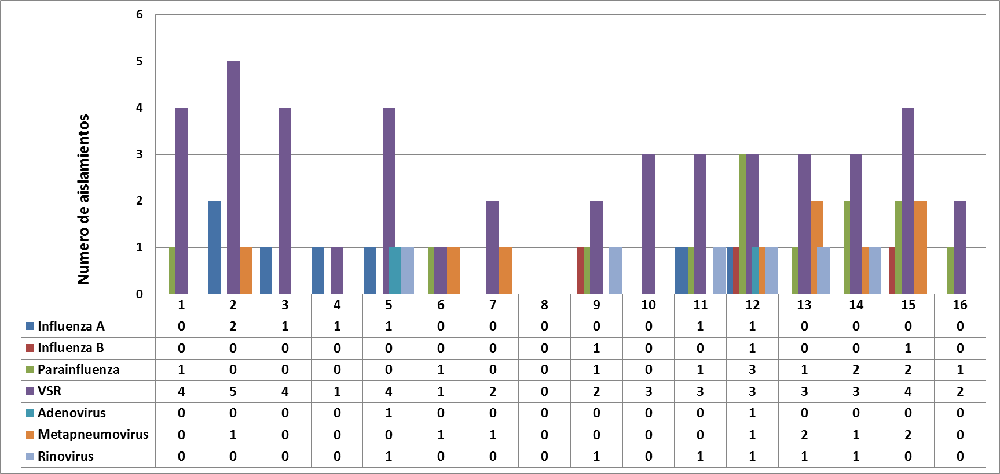 6
5
4
3
2
1
0
Numero de aislamientos
1 2 3 4 5 6 7 8 9 10 11 12 13 14 15 16
Influenza A 0 2 1 1 1 0 0 0 0 0 1 1 0 0 0 0
Influenza B 0 0 0 0 0 0 0 0 1 0 0 1 0 0 1 0
Parainfluenza 1 0 0 0 0 1 0 0 1 0 1 3 1 2 2 1
VSR 4 5 4 1 4 1 2 0 2 3 3 3 3 3 4 2
Adenovirus 0 0 0 0 1 0 0 0 0 0 0 1 0 0 0 0
Metapneumovirus 0 1 0 0 0 1 1 0 0 0 0 1 2 1 2 0
Rinovirus 0 0 0 0 1 0 0 0 1 0 1 1 1 1 0 0